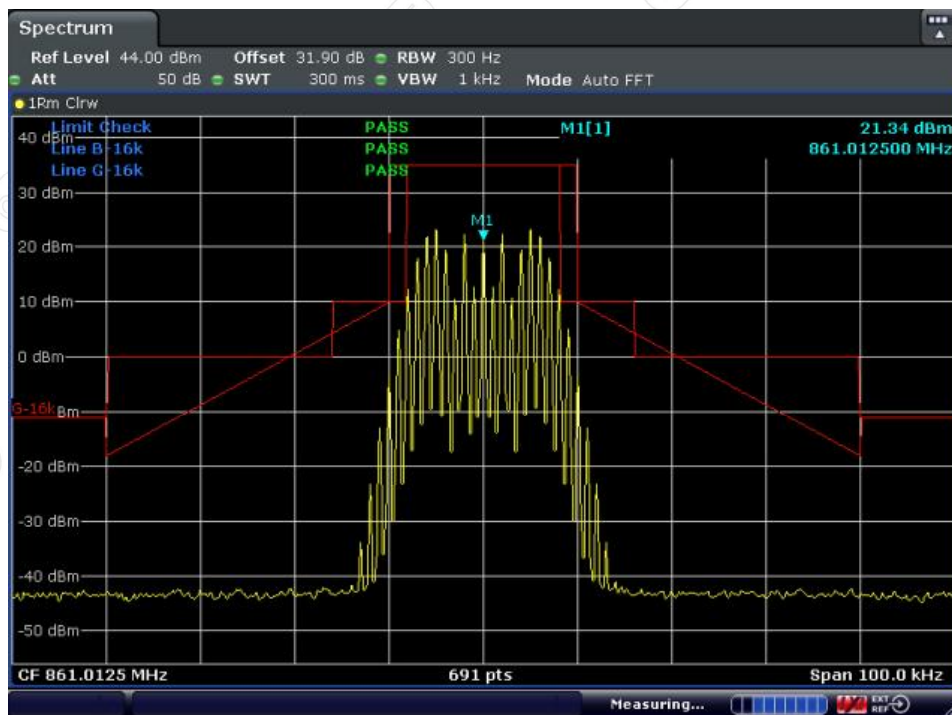 Spectrum
Ref Level 44.00 dBm Offset 31.90 dB RBW 300 Hz
Att 50 dB SWT 300 ms VBW 1 kHz Mode Auto FFT
1Rm Clrw
Limit Check PASS M1[1] 21.34 dBm
40 dBm
Line B-16k PASS 861.012500 MHz
Line G-16k PASS
30 dBm
M1
20 dBm
10 dBm
0 dBm
G-16k Bm
-20 dBm
-30 dBm
-40 dBm
-50 dBm
CF 861.0125 MHz 691 pts Span 100.0 kHz
Measuring... EXT REF